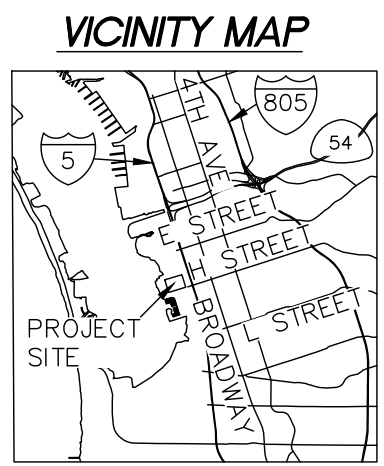 VICINITY MAP
4TH AVE
805
5
54
E STREET
H STREET
L STREET
BROADWAY
PROJECT
SITE